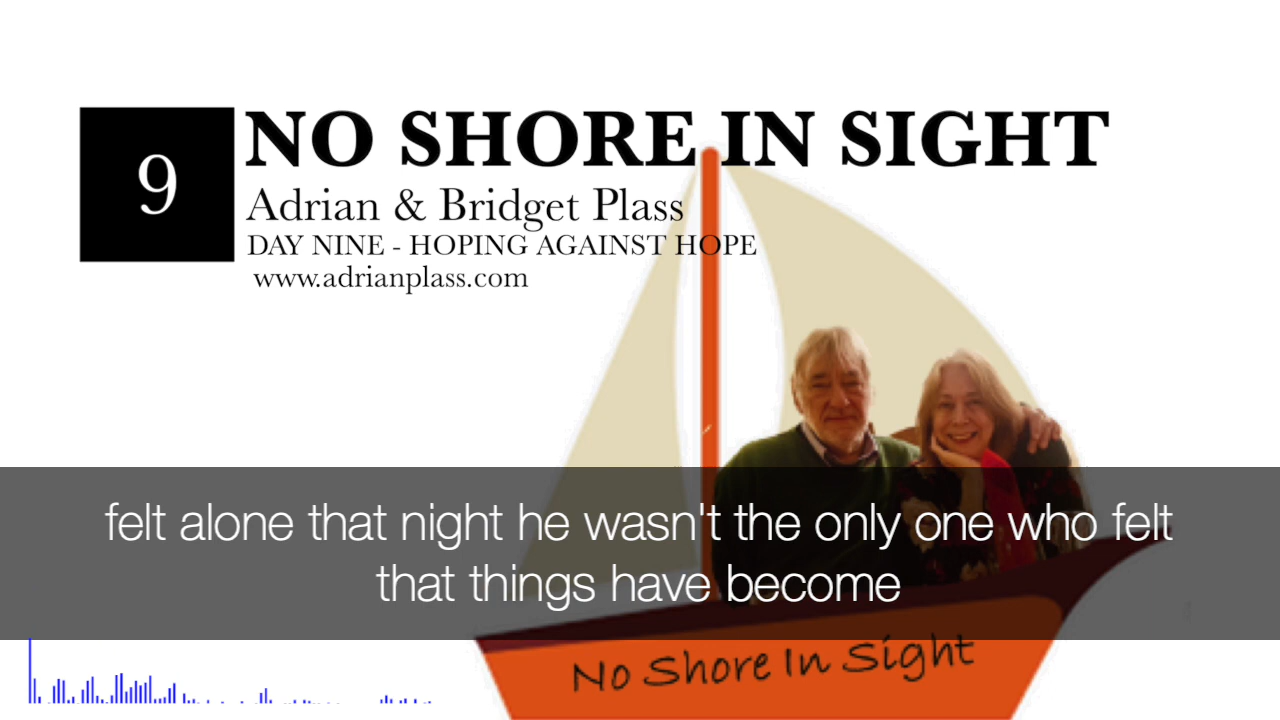 9
NO SHORE IN SIGHT
Adrian & Bridget Plass
DAY NINE - HOPING AGAINST HOPE
www.adrianplass.com
felt alone that night he wasn't the only one who felt
that things have become
No Shore In Sight